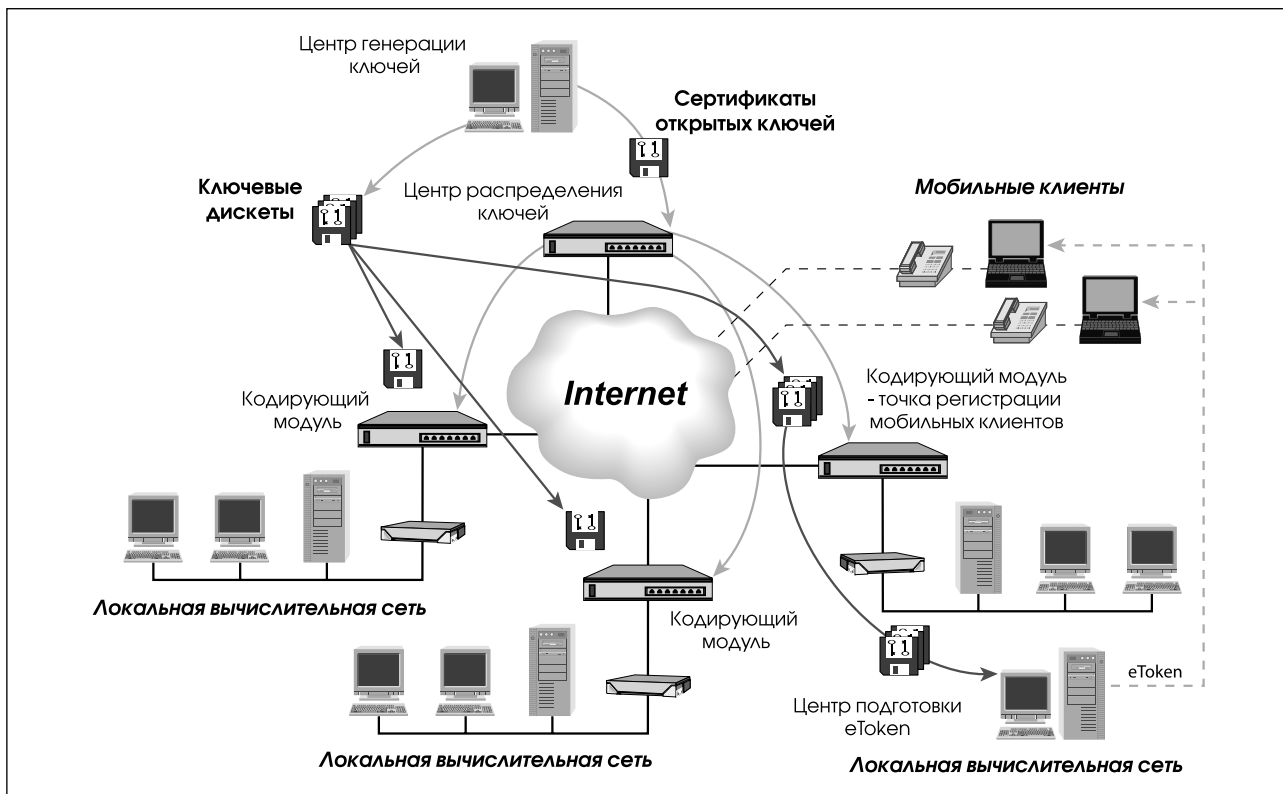 Центр генерации
ключей
Сертификаты
открытых ключей
Ключевые
дискеты
Центр распределения
ключей
Мобильные клиенты
Internet
Кодирующий
модуль
Кодирующий модуль
- точка регистрации
мобильных клиентов
Локальная вычислительная сеть
Кодирующий
модуль
Локальная вычислительная сеть
Центр подготовки
eToken
eToken
Локальная вычислительная сеть